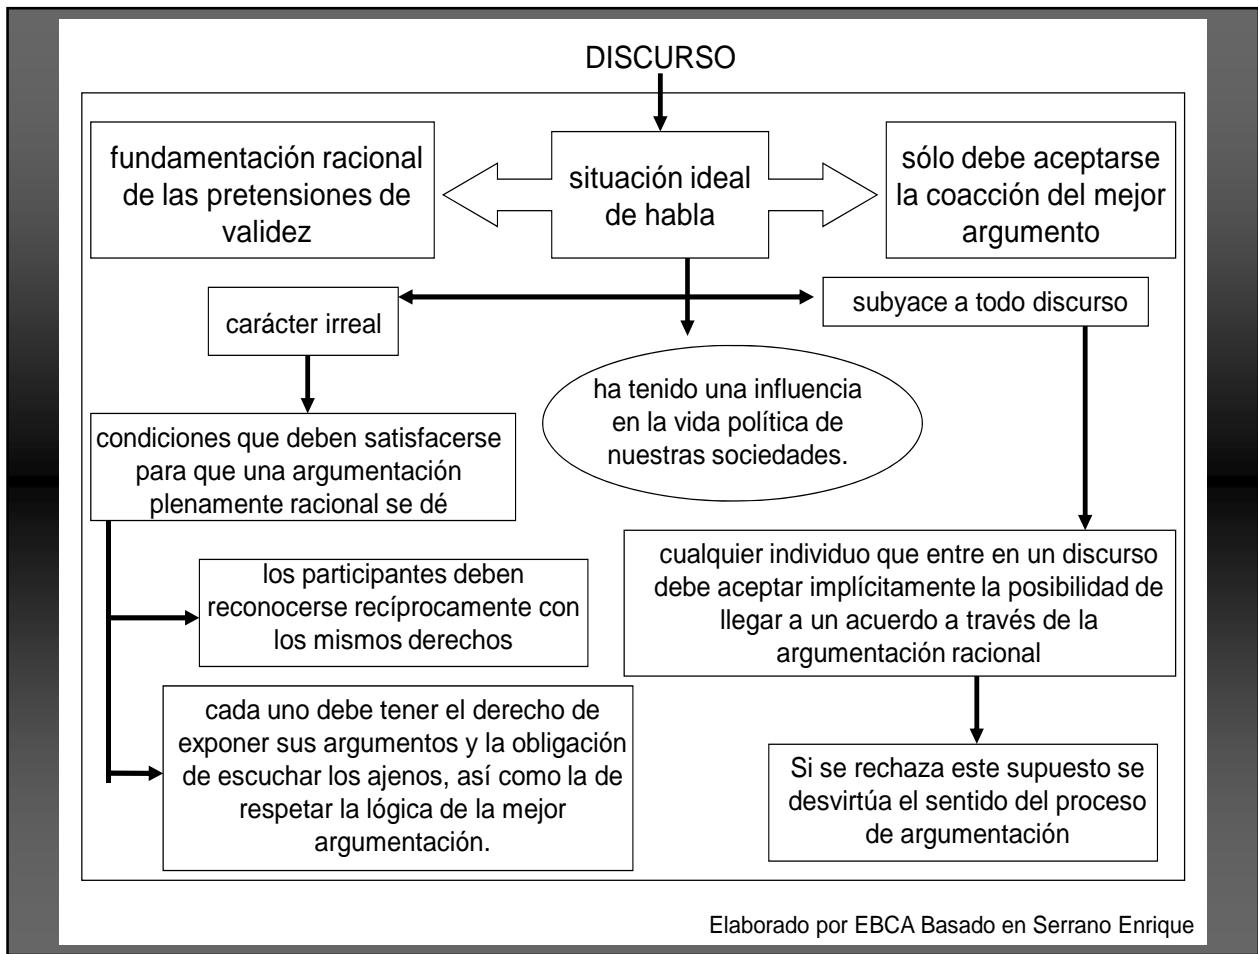 DISCURSO
fundamentación racional
de las pretensiones de
validez
situación ideal
de habla
sólo debe aceptarse
la coacción del mejor
argumento
carácter irreal
subyace a todo discurso
ha tenido una influencia
en la vida política de
nuestras sociedades.
condiciones que deben satisfacerse
para que una argumentación
plenamente racional se dé
los participantes deben
reconocerse recíprocamente con
los mismos derechos
cada uno debe tener el derecho de
exponer sus argumentos y la obligación
de escuchar los ajenos, así como la de
respetar la lógica de la mejor
argumentación.
cualquier individuo que entre en un discurso
debe aceptar implícitamente la posibilidad de
llegar a un acuerdo a través de la
argumentación racional
Si se rechaza este supuesto se
desvirtúa el sentido del proceso
de argumentación
Elaborado por EBCA Basado en Serrano Enrique